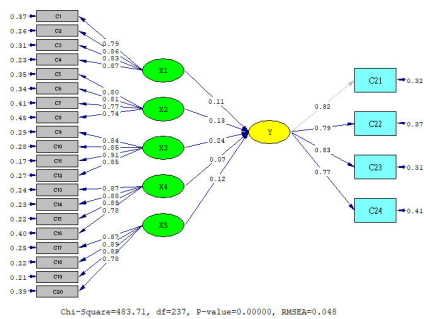 0.37 C1
0.26 C2
0.31 C3
0.23 C4
0.35 C5
0.34 C6
0.41 C7
0.45 C8
0.29 C9
0.28 C10
0.17 C11
0.27 C12
0.24 C13
0.23 C14
0.22 C15
0.40 C16
0.25 C17
0.22 C18
0.21 C19
0.39 C20
0.79
0.86
0.83
0.87
0.80
0.81
0.77
0.74
0.84
0.85
0.91
0.85
0.87
0.78
0.87
0.89
0.89
0.78
X1
X2
X3
X4
X5
0.11
0.13
0.24
0.07
0.12
Y
0.82
0.79
0.83
0.77
C21 0.32
C22 0.37
C23 0.31
C24 0.41
Chi-Square=483.71, df=237, P-value=0.00000, RMSEA=0.048